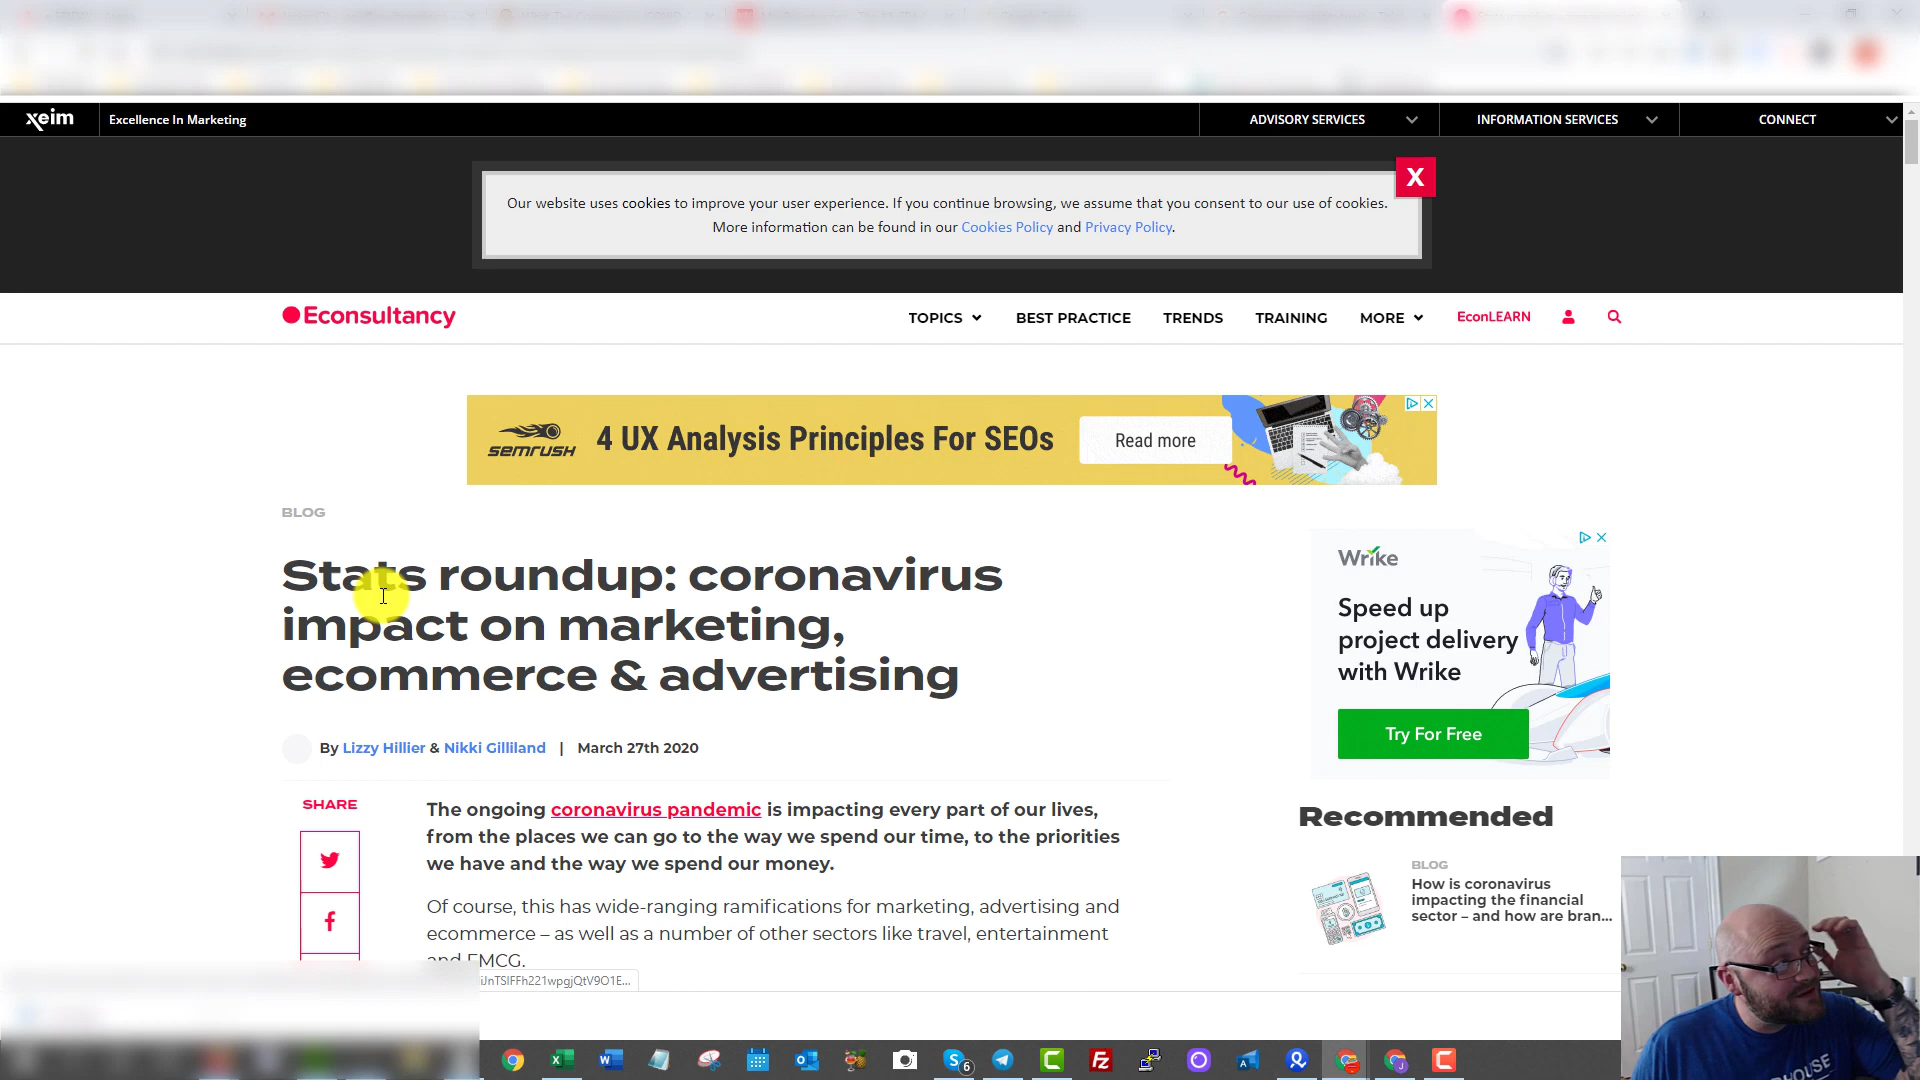 xeim
Excellence In Marketing
ADVISORY SERVICES
INFORMATION SERVICES
CONNECT
X
Our website uses cookies to improve your user experience. If you continue browsing, we assume that you consent to our use of cookies.
More information can be found in our Cookies Policy and Privacy Policy.
Econsultancy
TOPICS
BEST PRACTICE
TRENDS
TRAINING
MORE
EconLEARN
SEMRUSH
4 UX Analysis Principles For SEOs
Read more
BLOG
Stats roundup: coronavirus
impact on marketing,
ecommerce & advertising
By Lizzy Hillier & Nikki Gilliland | March 27th 2020
SHARE
The ongoing coronavirus pandemic is impacting every part of our lives,
from the places we can go to the way we spend our time, to the priorities
we have and the way we spend our money.
Of course, this has wide-ranging ramifications for marketing, advertising and
ecommerce – as well as a number of other sectors like travel, entertainment
and FMCG.
Wrike
Speed up
project delivery
with Wrike
Try For Free
Recommended
BLOG
How is coronavirus
impacting the financial
sector – and how are bran...
6